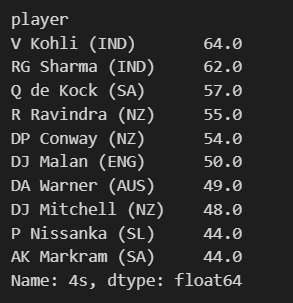 player
V Kohli (IND)       64.0
RG Sharma (IND)     62.0
Q de Kock (SA)      57.0
R Ravindra (NZ)     55.0
DP Conway (NZ)      54.0
DJ Malan (ENG)      50.0
DA Warner (AUS)     49.0
DJ Mitchell (NZ)    48.0
P Nissanka (SL)     44.0
AK Markram (SA)     44.0
Name: 4s, dtype: float64